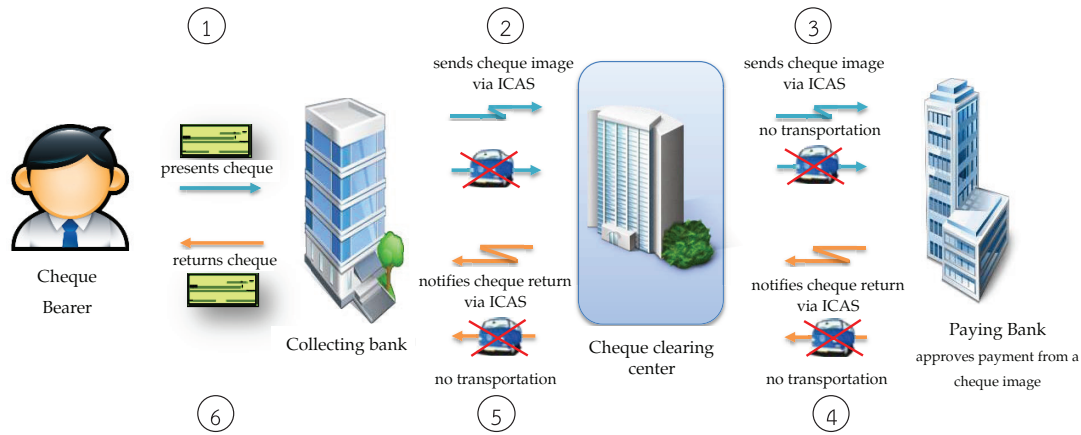 1
2
3
sends cheque image
via ICAS
sends cheque image
via ICAS
no transportation
presents cheque
returns cheque
notifies cheque return
via ICAS
notifies cheque return
via ICAS
Cheque
Bearer
Collecting bank
Cheque clearing
center
Paying Bank
approves payment from a
cheque image
no transportation
no transportation
6
5
4